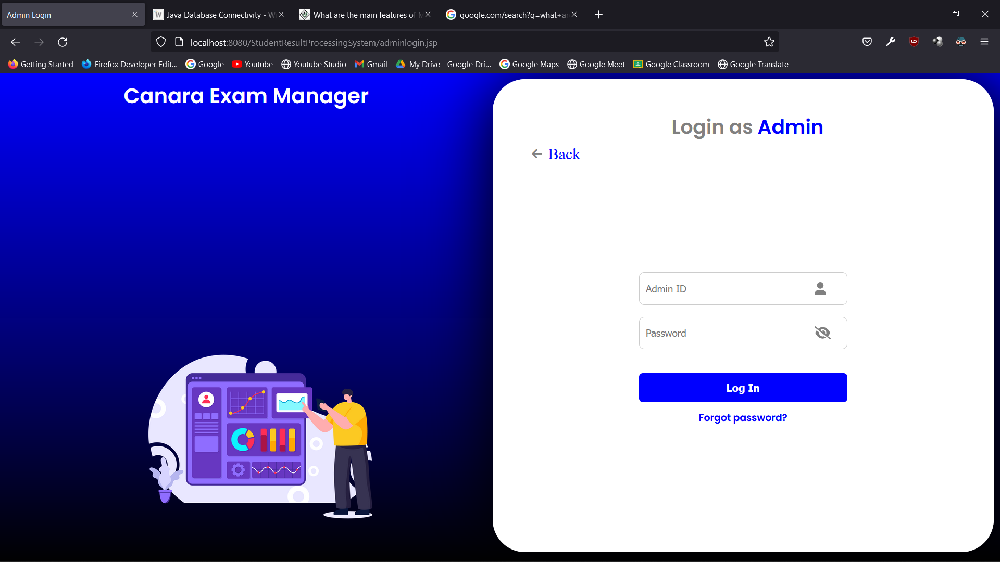 Admin Login
Java Database Connectivity - W
What are the main features of M
google.com/search?q=what+ar
localhost:8080/StudentResultProcessingSystem/adminlogin.jsp
Getting Started Firefox Developer Edit... Google Youtube Youtube Studio Gmail My Drive - Google Dri... Google Maps Google Meet Google Classroom Google Translate
Canara Exam Manager
Login as Admin
Back
Admin ID
Password
Log In
Forgot password?